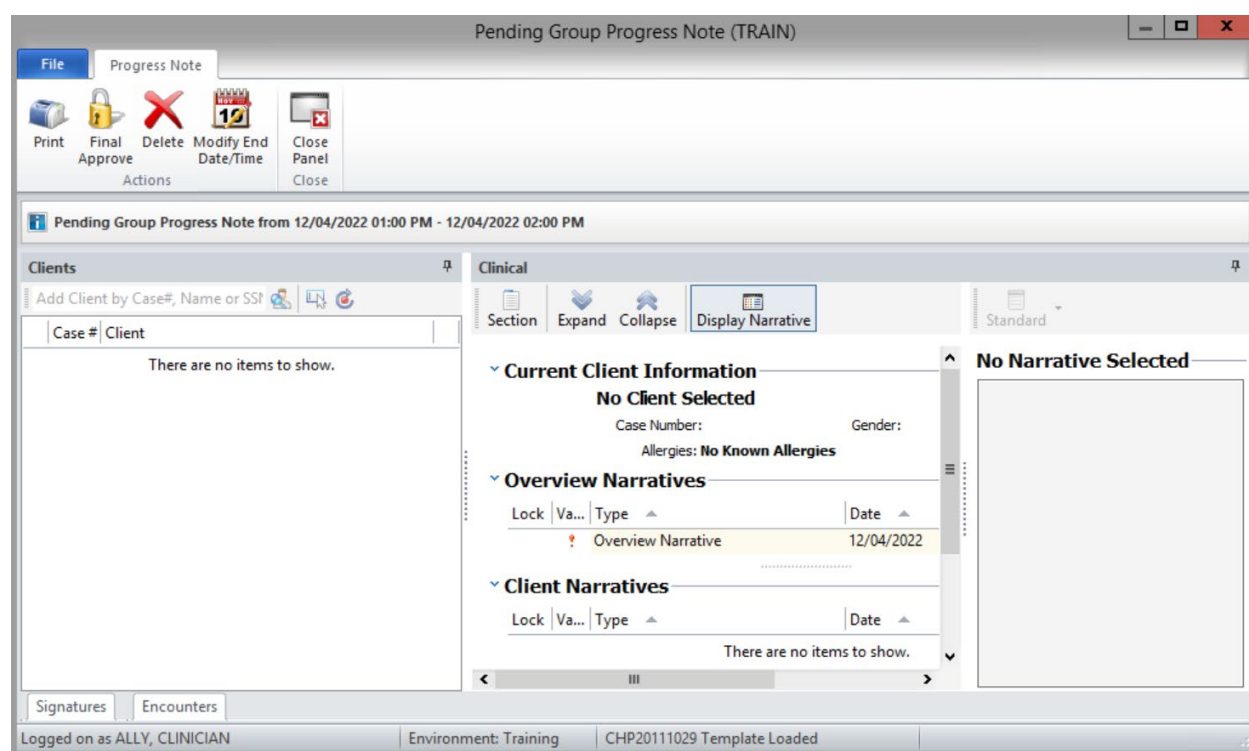 Pending Group Progress Note (TRAIN)
File Progress Note
NOV
12
Print Final Approve Delete Modify End Date/Time Close Panel
Actions Close
Pending Group Progress Note from 12/04/2022 01:00 PM - 12/04/2022 02:00 PM
Clients
Add Client by Case#, Name or SSN
Case # Client
There are no items to show.
Clinical
Section Expand Collapse Display Narrative
Current Client Information
No Client Selected
Case Number: Gender:
Allergies: No Known Allergies
Overview Narratives
Lock Va... Type Date
Overview Narrative 12/04/2022
Client Narratives
Lock Va... Type Date
There are no items to show.
Standard
No Narrative Selected
Signatures Encounters
Logged on as ALLY, CLINICIAN Environment: Training CHP20111029 Template Loaded